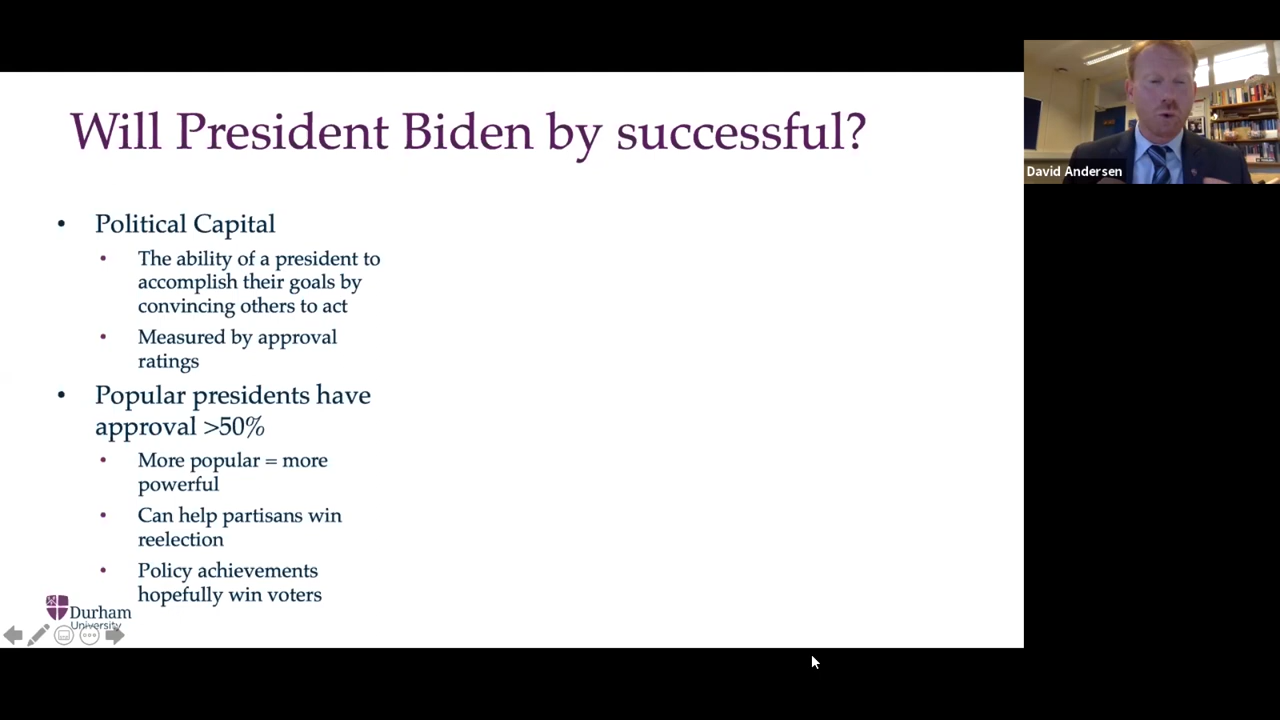 Will President Biden by successful?
• Political Capital
• The ability of a president to
accomplish their goals by
convincing others to act
• Measured by approval
ratings
• Popular presidents have
approval >50%
• More popular = more
powerful
• Can help partisans win
reelection
• Policy achievements
hopefully win voters
Durham
University
David Andersen